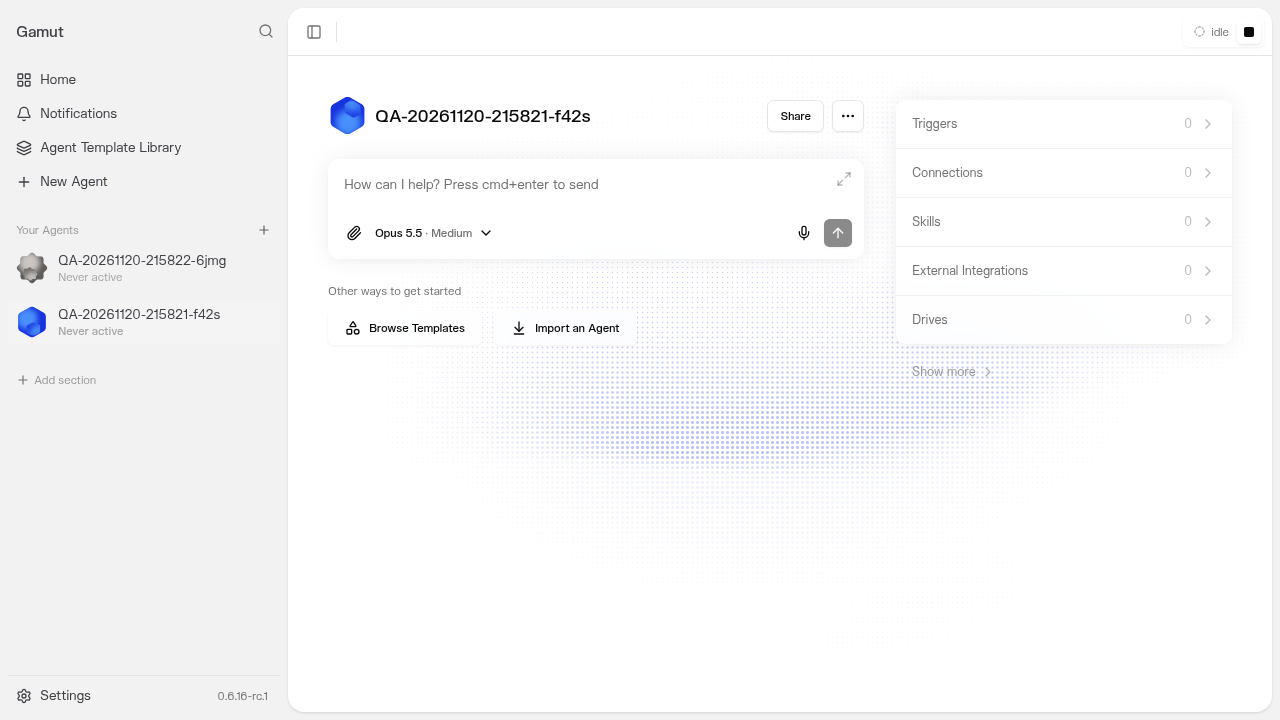 Gamut
Home
Notifications
Agent Template Library
New Agent
Your Agents
QA-20261120-215822-6jmg
Never active
QA-20261120-215821-f42s
Never active
Add section
Settings
0.6.16-rc.1
idle
QA-20261120-215821-f42s
Share
How can I help? Press cmd+enter to send
Opus 5.5 · Medium
Other ways to get started
Browse Templates
Import an Agent
Triggers 0
Connections 0
Skills 0
External Integrations 0
Drives 0
Show more